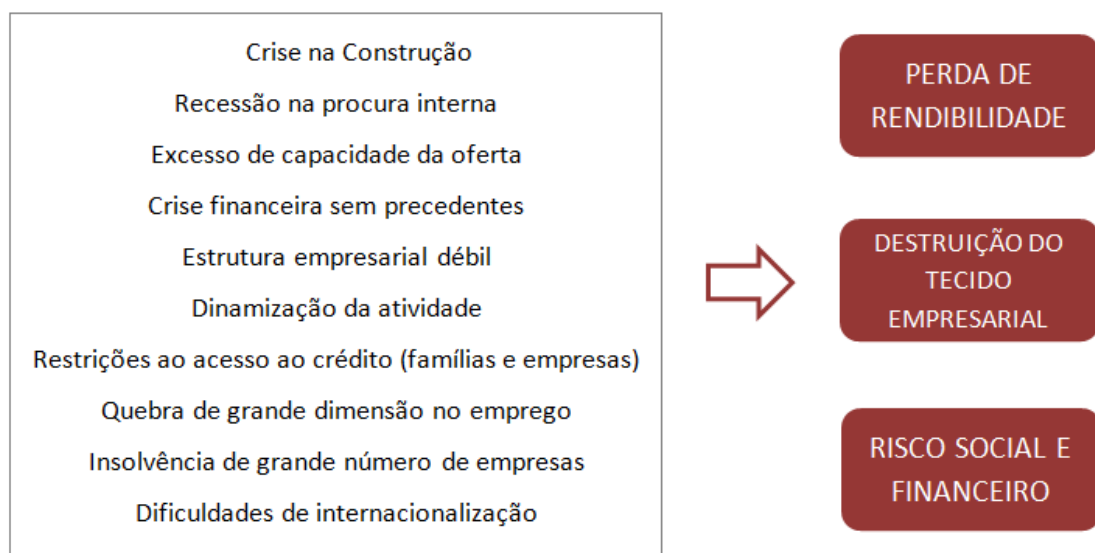 Crise na Construção
Recessão na procura interna
Excesso de capacidade da oferta
Crise financeira sem precedentes
Estrutura empresarial débil
Dinamização da atividade
Restrições ao acesso ao crédito (famílias e empresas)
Quebra de grande dimensão no emprego
Insolvência de grande número de empresas
Dificuldades de internacionalização
PERDA DE
RENDIBILIDADE
DESTRUIÇÃO DO
TECIDO
EMPRESARIAL
RISCO SOCIAL E
FINANCEIRO